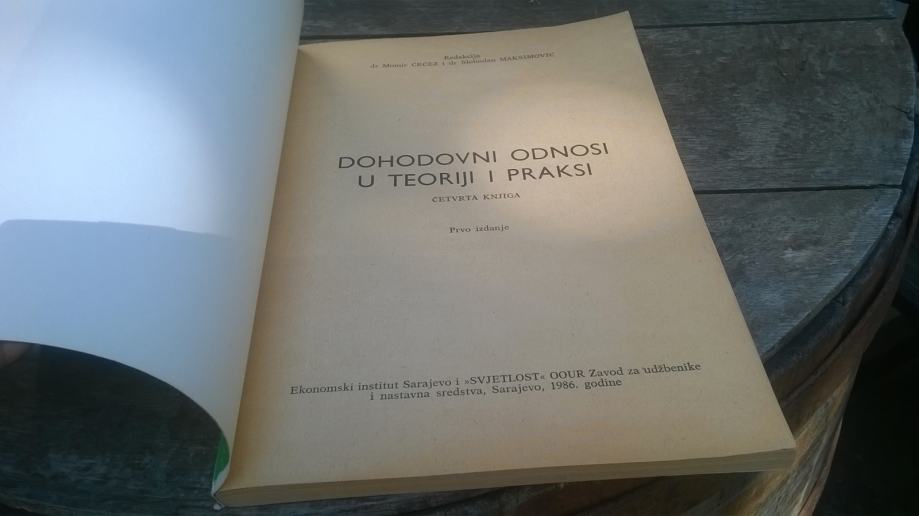 Redakcija
dr Momir ĆEĆEZ i dr Slobodan MAKSIMOVIĆ
DOHODOVNI ODNOSI
U TEORIJI I PRAKSI
ČETVRTA KNJIGA
Prvo izdanje
Ekonomski institut Sarajevo i »SVJETLOST« OOUR Zavod za udžbenike
i nastavna sredstva, Sarajevo, 1986. godine